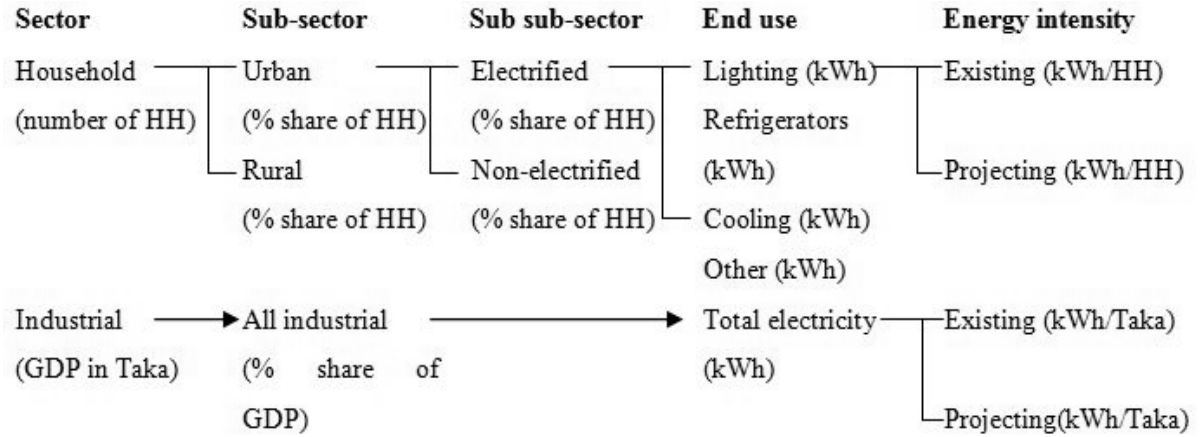 Sector Sub-sector Sub sub-sector End use Energy intensity
Household Urban Electrified Lighting (kWh) Existing (kWh/HH)
(number of HH) (% share of HH) (% share of HH) Refrigerators
Rural Non-electrified (kWh) Projecting (kWh/HH)
(% share of HH) (% share of HH) Cooling (kWh)
Other (kWh)
Industrial All industrial Total electricity Existing (kWh/Taka)
(GDP in Taka) (% share of (kWh)
GDP) Projecting(kWh/Taka)